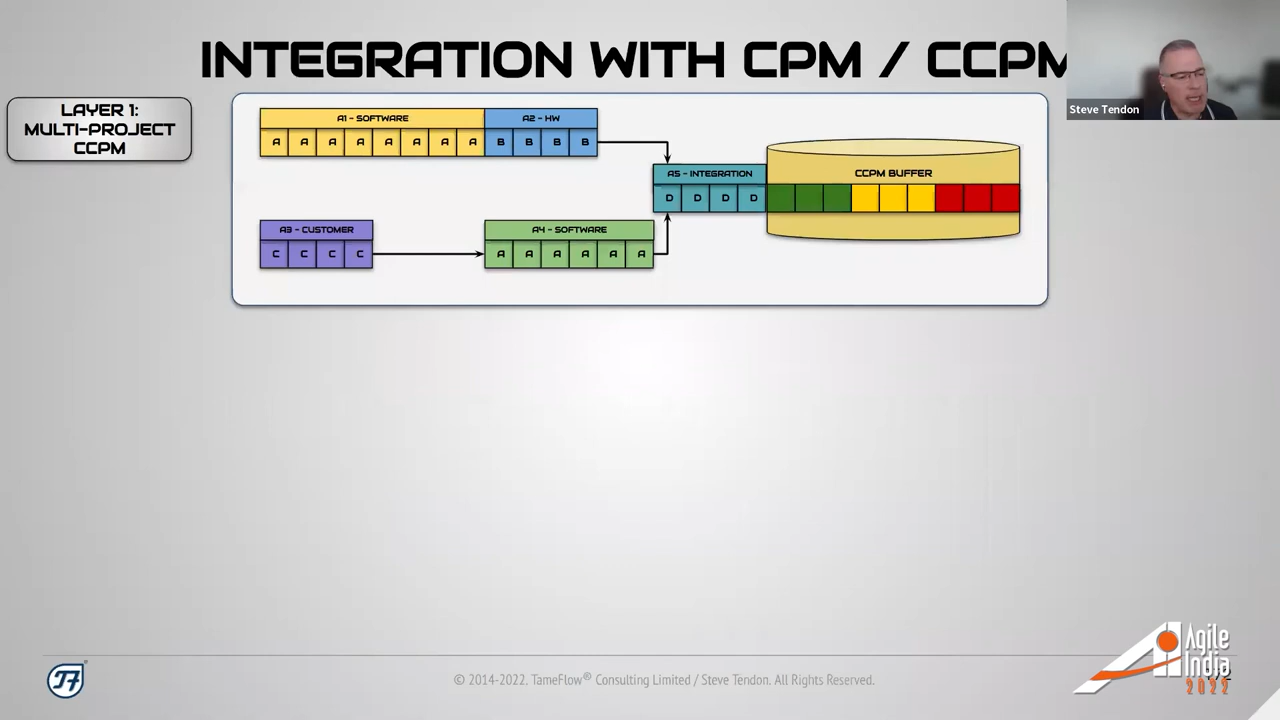 INTEGRATION WITH CPM / CCPM
Steve Tendon
LAYER 1:
MULTI-PROJECT
CCPM
A1 - SOFTWARE
A2 - HW
A A A A A A A A B B B B
A5 - INTEGRATION
D D D D
CCPM BUFFER
A3 - CUSTOMER
C C C C
A4 - SOFTWARE
A A A A A A
TF
© 2014-2022. TameFlow® Consulting Limited / Steve Tendon. All Rights Reserved.
Agile
India
2022